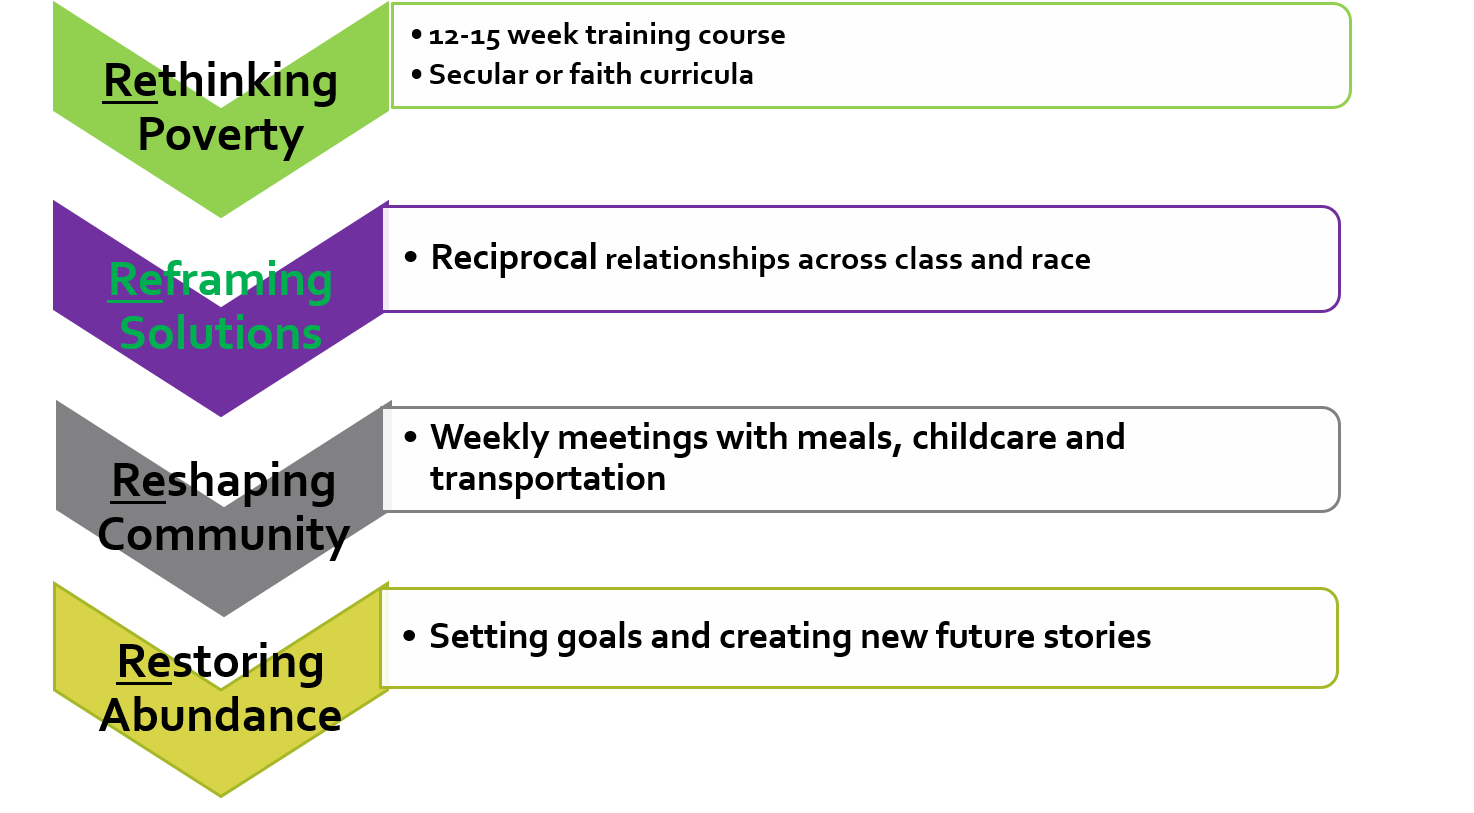 Rethinking
Poverty
• 12-15 week training course
• Secular or faith curricula
Reframing
Solutions
• Reciprocal relationships across class and race
Reshaping
Community
• Weekly meetings with meals, childcare and
transportation
Restoring
Abundance
• Setting goals and creating new future stories